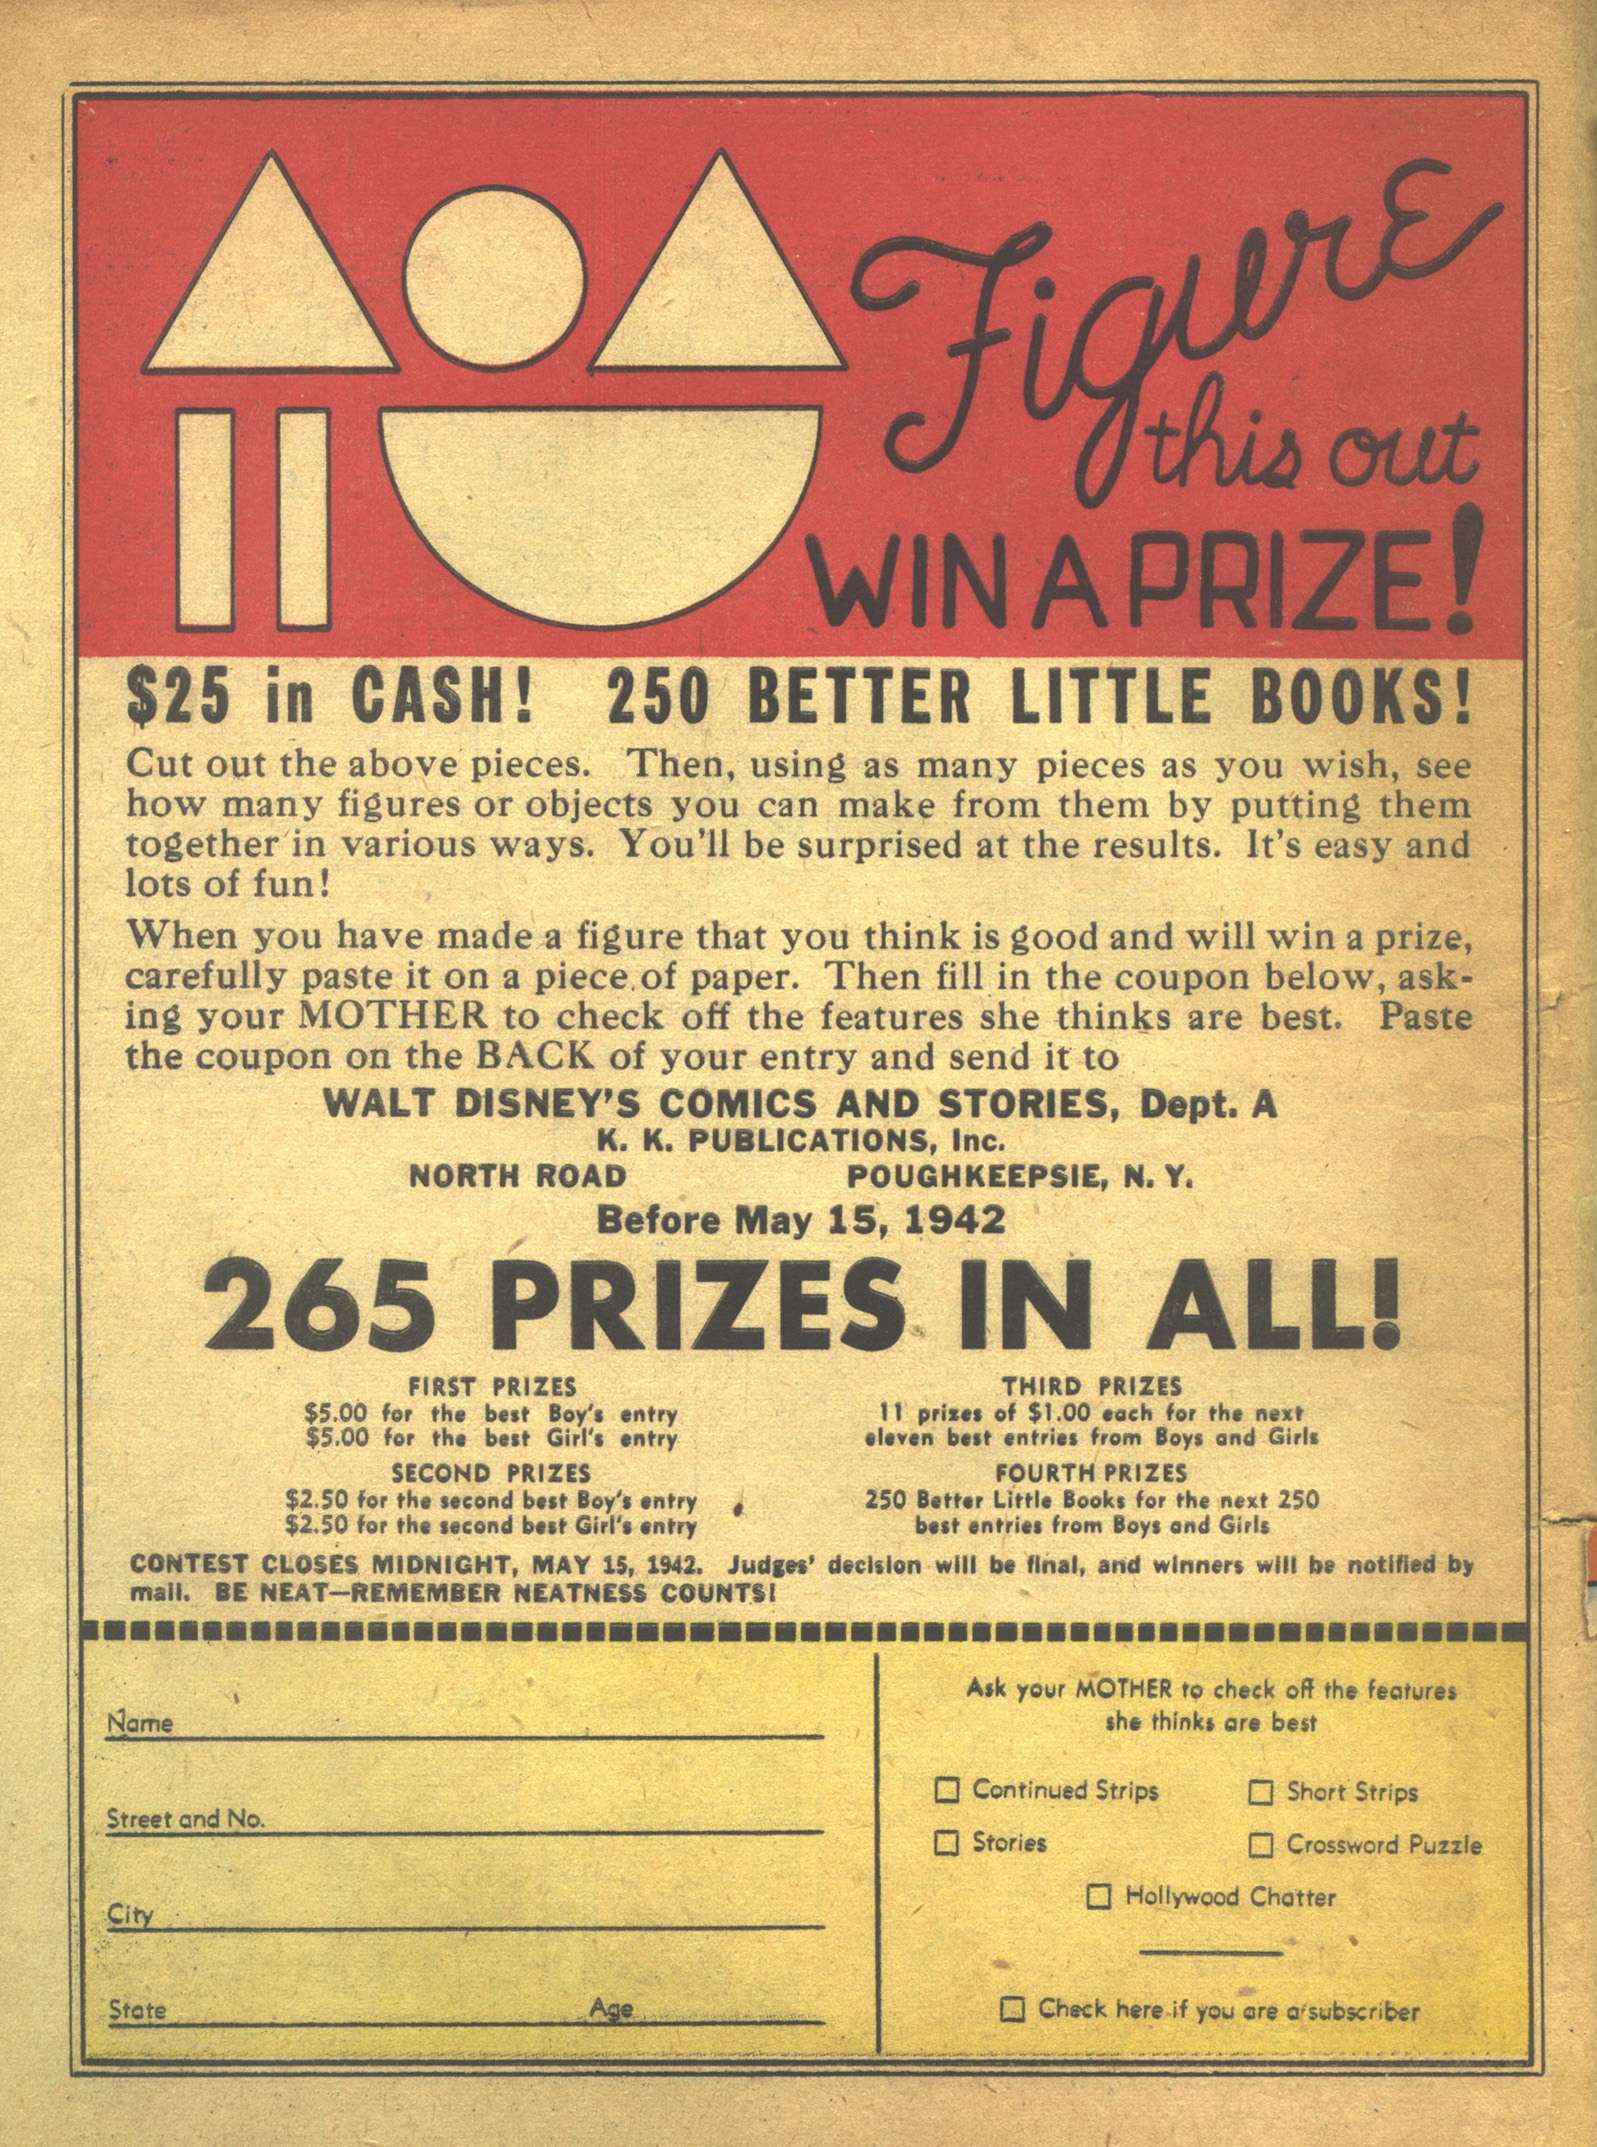 Figure
this out
WIN A PRIZE!
$25 in CASH! 250 BETTER LITTLE BOOKS!
Cut out the above pieces. Then, using as many pieces as you wish, see
how many figures or objects you can make from them by putting them
together in various ways. You'll be surprised at the results. It's easy and
lots of fun!
When you have made a figure that you think is good and will win a prize,
carefully paste it on a piece of paper. Then fill in the coupon below, ask-
ing your MOTHER to check off the features she thinks are best. Paste
the coupon on the BACK of your entry and send it to
WALT DISNEY'S COMICS AND STORIES, Dept. A
K. K. PUBLICATIONS, Inc.
NORTH ROAD POUGHKEEPSIE, N. Y.
Before May 15, 1942
265 PRIZES IN ALL!
FIRST PRIZES
$5.00 for the best Boy's entry
$5.00 for the best Girl's entry
SECOND PRIZES
$2.50 for the second best Boy's entry
$2.50 for the second best Girl's entry
THIRD PRIZES
11 prizes of $1.00 each for the next
eleven best entries from Boys and Girls
FOURTH PRIZES
250 Better Little Books for the next 250
best entries from Boys and Girls
CONTEST CLOSES MIDNIGHT, MAY 15, 1942. Judges' decision will be final, and winners will be notified by
mail. BE NEAT—REMEMBER NEATNESS COUNTS!
Name
Street and No.
City
State Age
Ask your MOTHER to check off the features
she thinks are best
Continued Strips Short Strips
Stories Crossword Puzzle
Hollywood Chatter
Check here if you are a subscriber